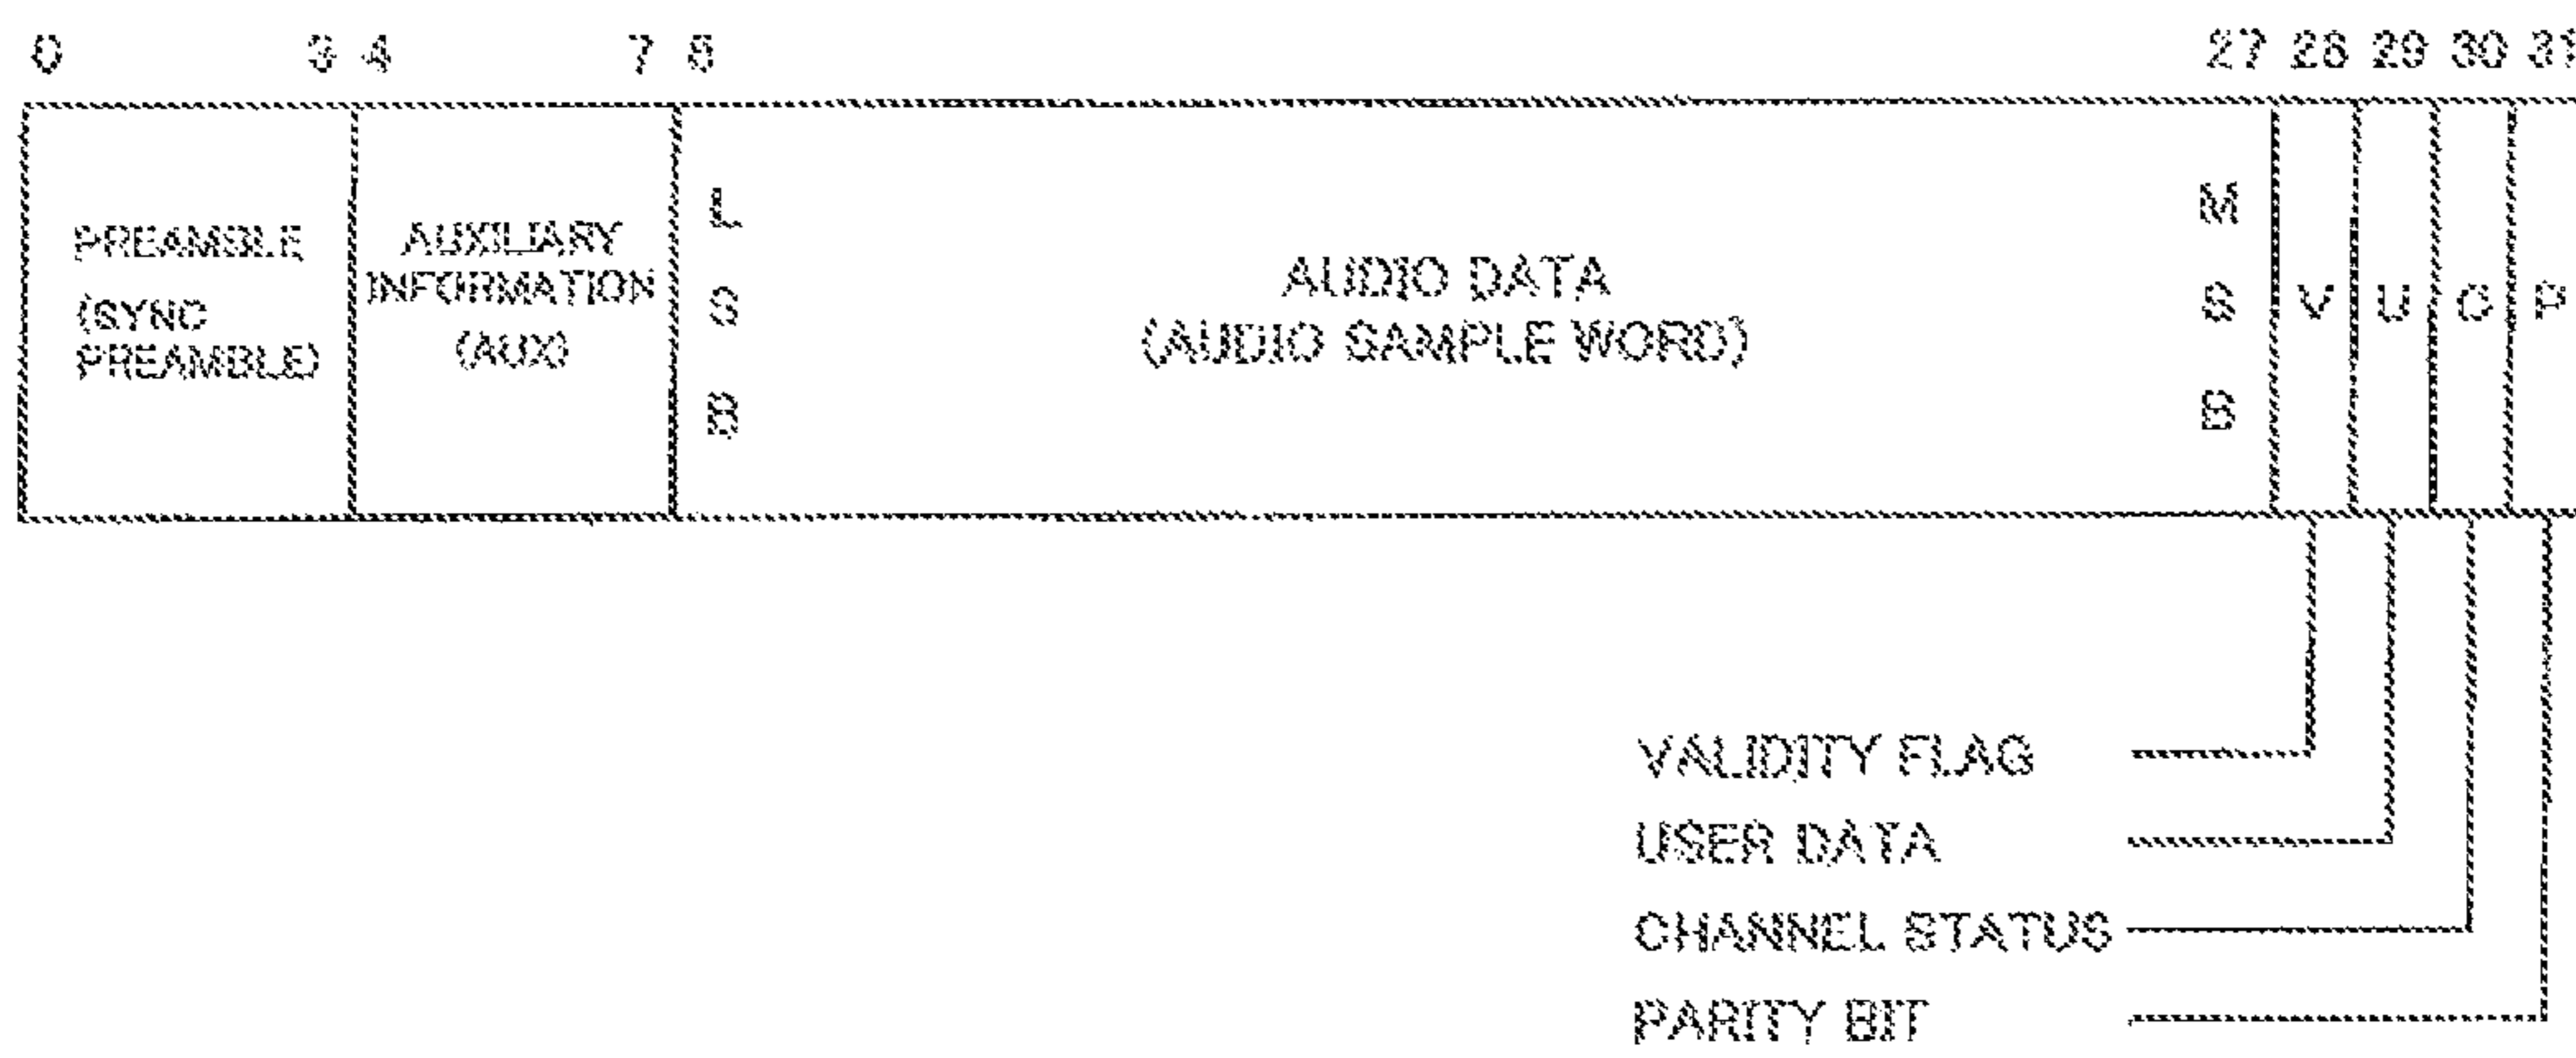 0 3 4 7 8 27 28 29 30 31
PREAMBLE
(SYNC
PREAMBLE)
AUXILIARY
INFORMATION
(AUX)
L
S
B
AUDIO DATA
(AUDIO SAMPLE WORD)
M
S
B
V U C P
VALIDITY FLAG
USER DATA
CHANNEL STATUS
PARITY BIT